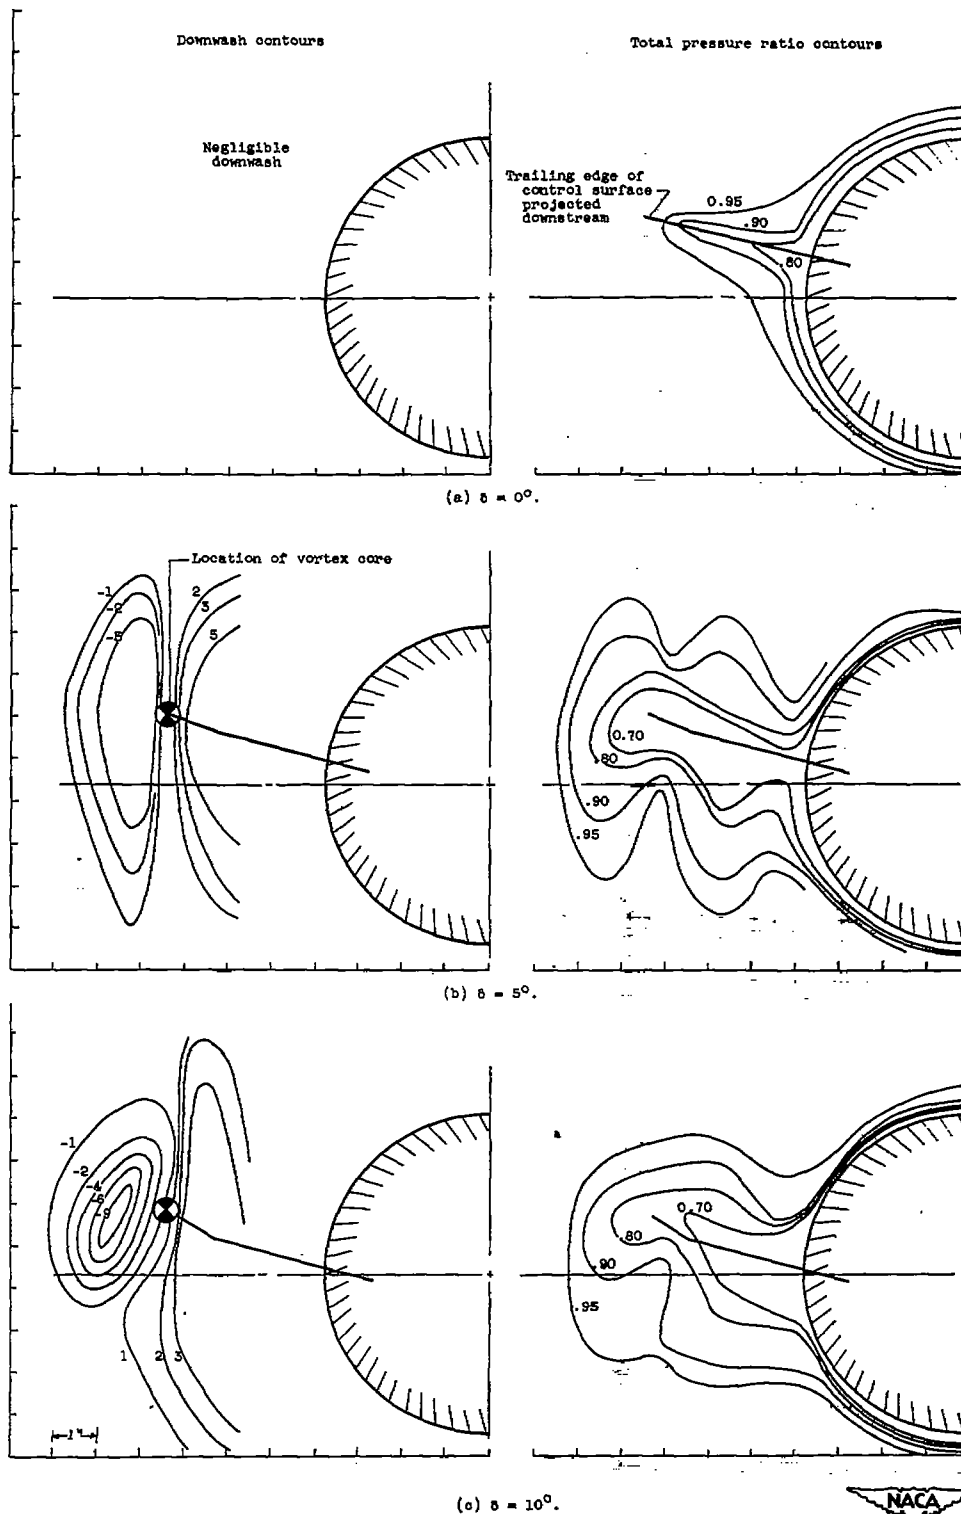 Downwash contours
Total pressure ratio contours
Negligible
downwash
Trailing edge of
control surface
projected
downstream
0.95
.90
.80
(a) δ = 0°.
Location of vortex core
-1
-2
-3
2
3
5
0.70
.80
.90
.95
(b) δ = 5°.
-1
-2
-4
-6
-9
1
2
3
1"
0.70
.80
.90
.95
(c) δ = 10°.
NACA